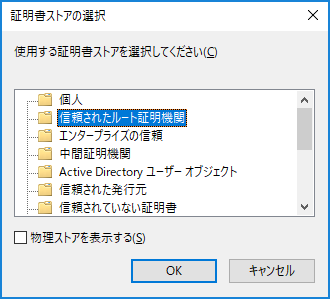 証明書ストアの選択
使用する証明書ストアを選択してください(C)
個人
信頼されたルート証明機関
エンタープライズの信頼
中間証明機関
Active Directory ユーザー オブジェクト
信頼された発行元
信頼されていない証明書
物理ストアを表示する(S)
OK
キャンセル